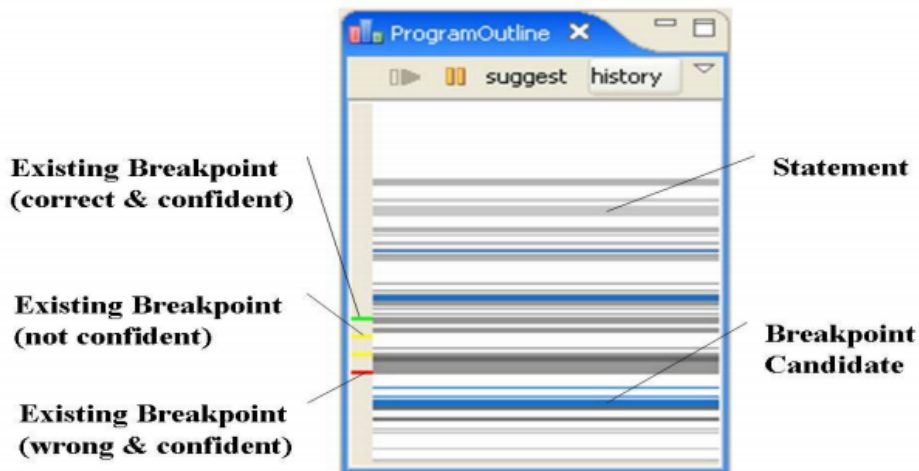 ProgramOutline
suggest history
Existing Breakpoint
(correct & confident)
Statement
Existing Breakpoint
(not confident)
Breakpoint
Candidate
Existing Breakpoint
(wrong & confident)